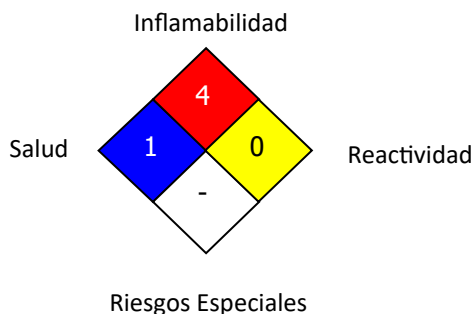 Inflamabilidad
4
Salud
1
0
Reactividad
-
Riesgos Especiales